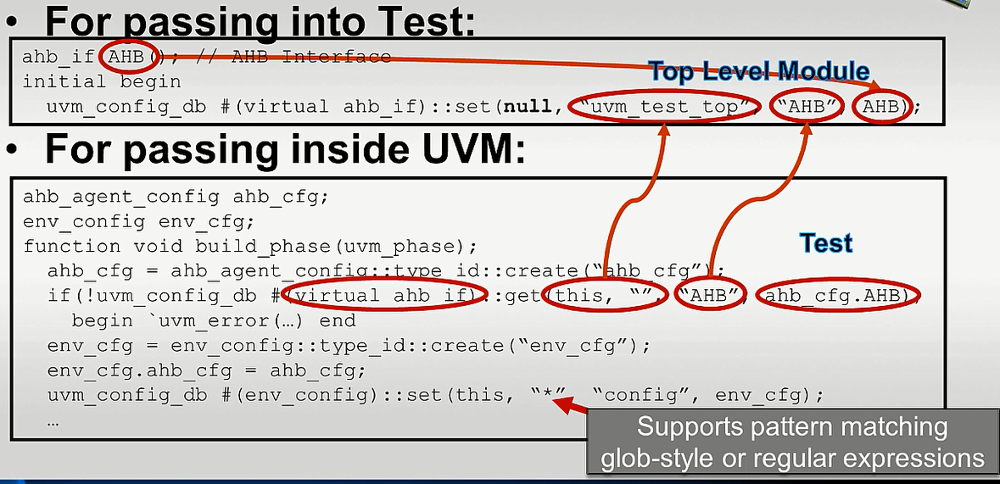 • For passing into Test:
ahb_if AHB(); // AHB Interface
Top Level Module
initial begin
uvm_config_db #(virtual ahb_if)::set(null, “uvm_test_top”, “AHB”, AHB);
• For passing inside UVM:
ahb_agent_config ahb_cfg;
env_config env_cfg;
Test
function void build_phase(uvm_phase);
ahb_cfg = ahb_agent_config::type_id::create(“ahb_cfg”);
if(!uvm_config_db #(virtual ahb_if)::get(this, “”, “AHB”, ahb_cfg.AHB)
begin `uvm_error(…) end
env_cfg = env_config::type_id::create(“env_cfg”);
env_cfg.ahb_cfg = ahb_cfg;
uvm_config_db #(env_config)::set(this, “*” “config”, env_cfg);
…
Supports pattern matching
glob-style or regular expressions